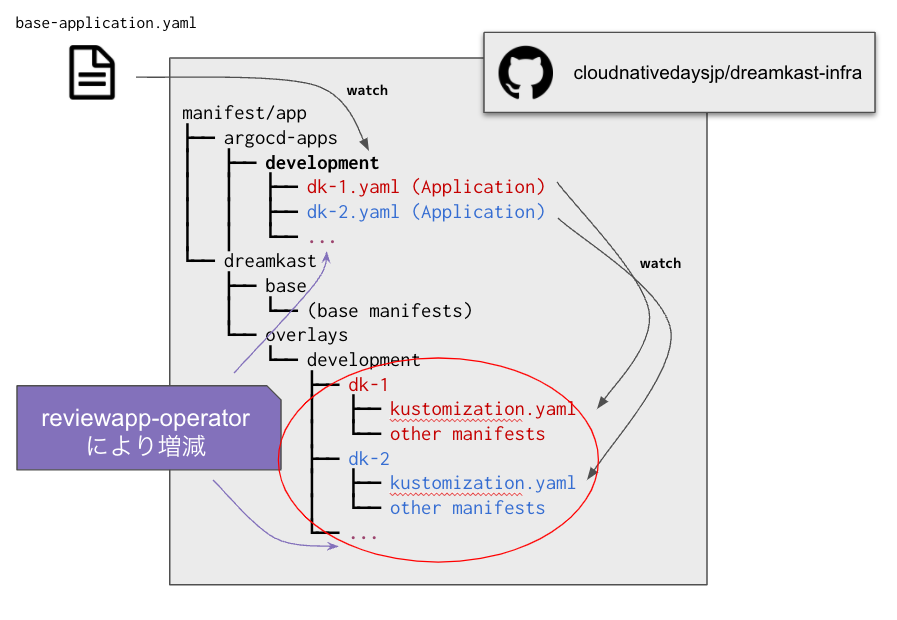 base-application.yaml
cloudnativedaysjp/dreamkast-infra
watch
manifest/app
argocd-apps
development
dk-1.yaml (Application)
dk-2.yaml (Application)
...
watch
dreamkast
base
(base manifests)
overlays
development
dk-1
kustomization.yaml
other manifests
dk-2
kustomization.yaml
other manifests
...
reviewapp-operator
により増減